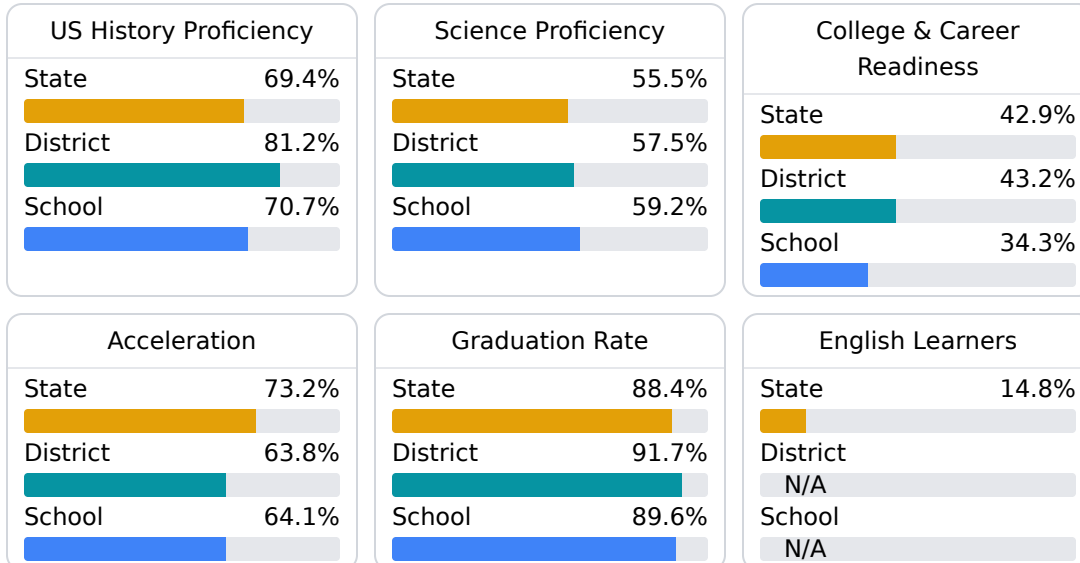 US History Proficiency
State 69.4%
District 81.2%
School 70.7%
Science Proficiency
State 55.5%
District 57.5%
School 59.2%
College & Career
Readiness
State 42.9%
District 43.2%
School 34.3%
Acceleration
State 73.2%
District 63.8%
School 64.1%
Graduation Rate
State 88.4%
District 91.7%
School 89.6%
English Learners
State 14.8%
District
N/A
School
N/A